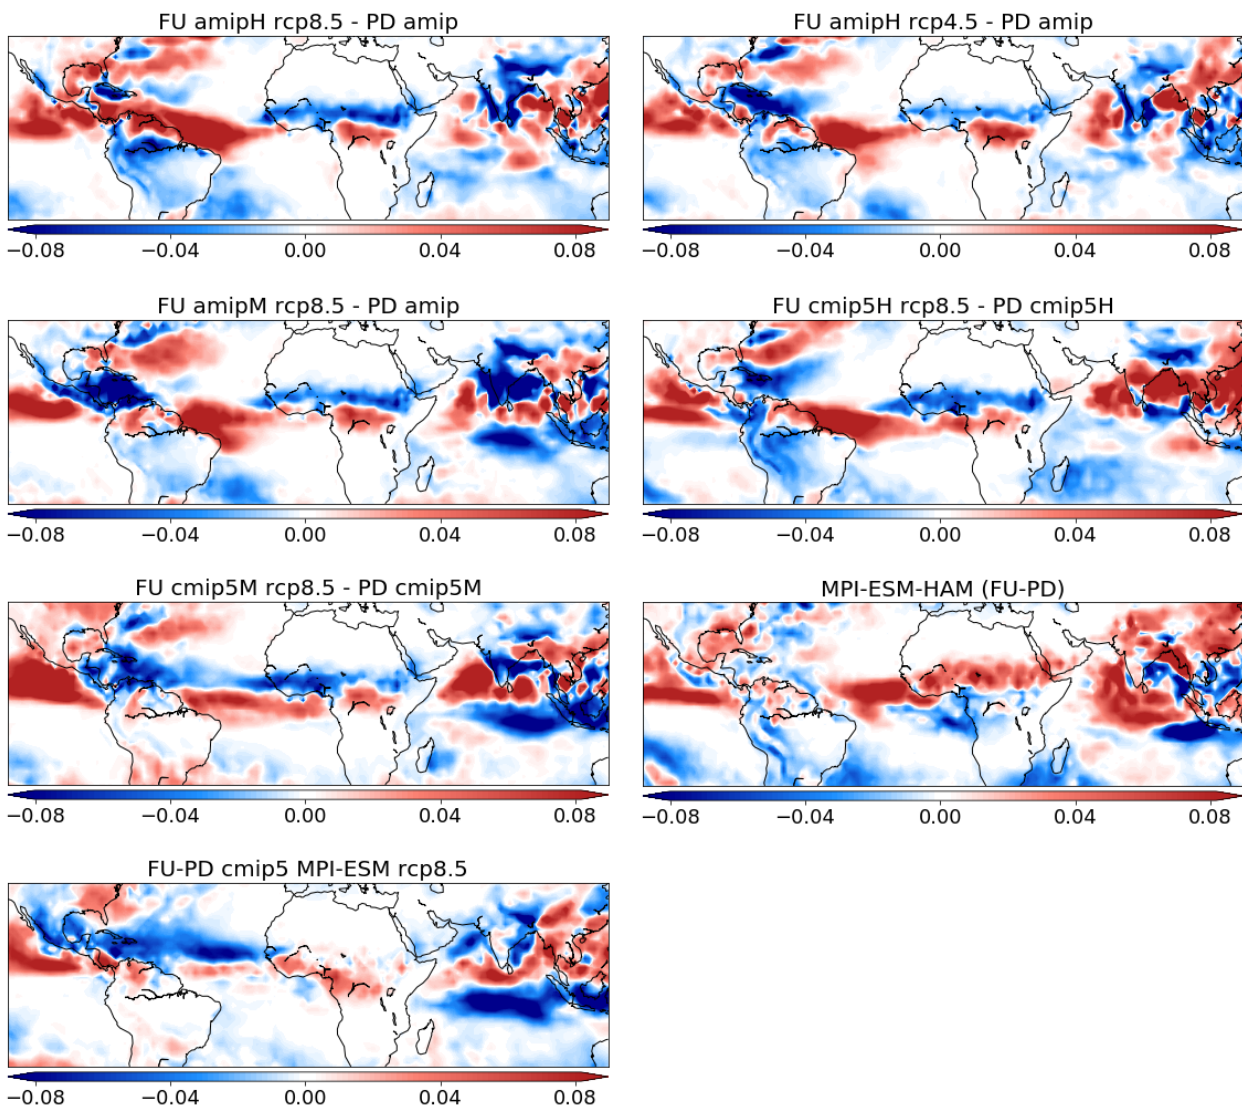 FU amipH rcp8.5 - PD amip
−0.08 −0.04 0.00 0.04 0.08
FU amipH rcp4.5 - PD amip
−0.08 −0.04 0.00 0.04 0.08
FU amipM rcp8.5 - PD amip
−0.08 −0.04 0.00 0.04 0.08
FU cmip5H rcp8.5 - PD cmip5H
−0.08 −0.04 0.00 0.04 0.08
FU cmip5M rcp8.5 - PD cmip5M
−0.08 −0.04 0.00 0.04 0.08
MPI-ESM-HAM (FU-PD)
−0.08 −0.04 0.00 0.04 0.08
FU-PD cmip5 MPI-ESM rcp8.5
−0.08 −0.04 0.00 0.04 0.08